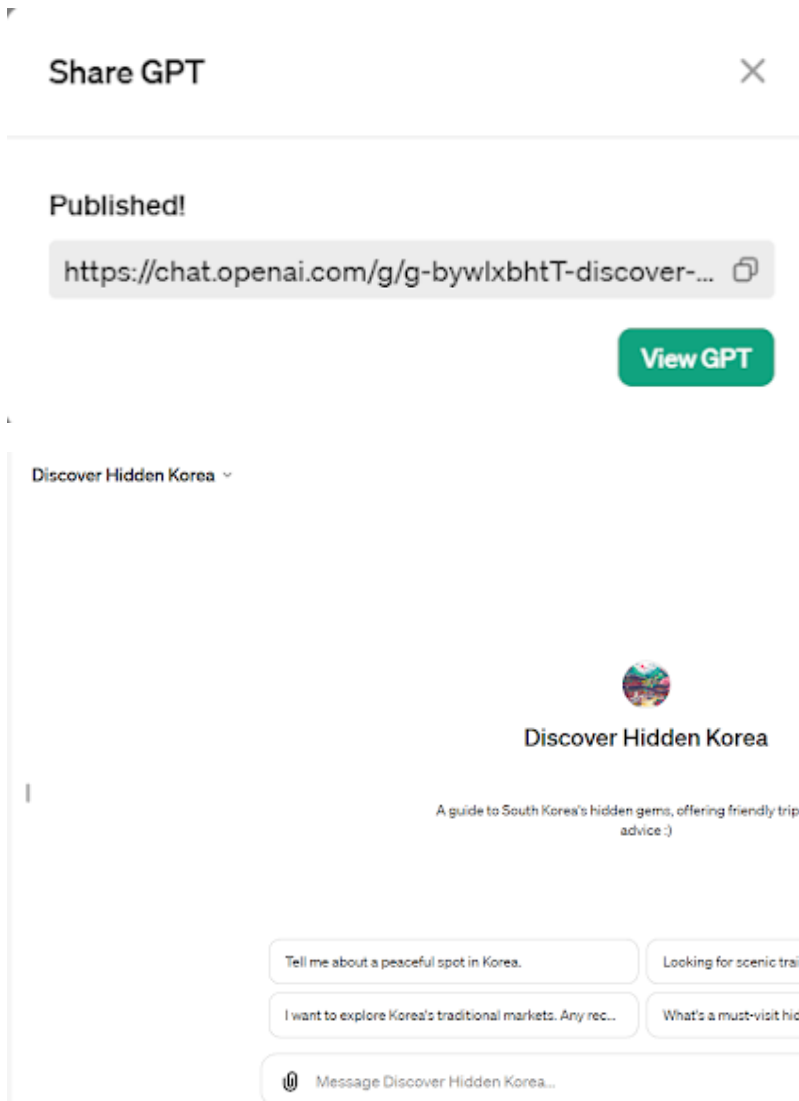 Share GPT
Published!
https://chat.openai.com/g/g-bywlxbhtT-discover-...
View GPT
Discover Hidden Korea
Discover Hidden Korea
A guide to South Korea's hidden gems, offering friendly trip
advice :)
Tell me about a peaceful spot in Korea.
Looking for scenic trai
I want to explore Korea's traditional markets. Any rec...
What's a must-visit hid
Message Discover Hidden Korea...